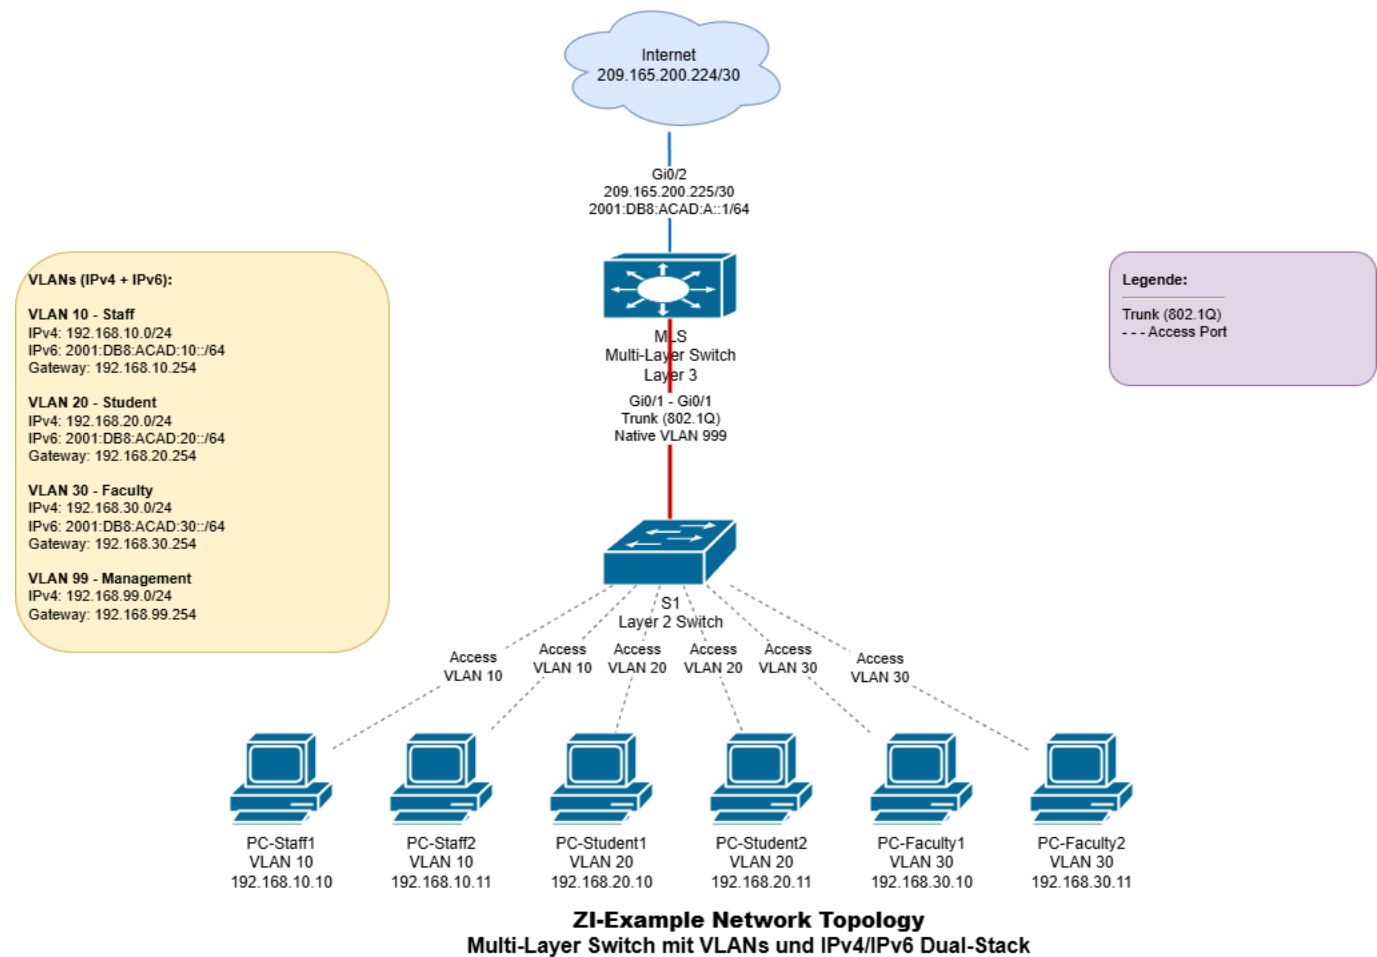 Internet
209.165.200.224/30
Gi0/2
209.165.200.225/30
2001:DB8:ACAD:A::1/64
VLANs (IPv4 + IPv6):
VLAN 10 - Staff
IPv4: 192.168.10.0/24
IPv6: 2001:DB8:ACAD:10::/64
Gateway: 192.168.10.254
VLAN 20 - Student
IPv4: 192.168.20.0/24
IPv6: 2001:DB8:ACAD:20::/64
Gateway: 192.168.20.254
VLAN 30 - Faculty
IPv4: 192.168.30.0/24
IPv6: 2001:DB8:ACAD:30::/64
Gateway: 192.168.30.254
VLAN 99 - Management
IPv4: 192.168.99.0/24
Gateway: 192.168.99.254
Legende:
Trunk (802.1Q)
- - - Access Port
MLS
Multi-Layer Switch
Layer 3
Gi0/1 - Gi0/1
Trunk (802.1Q)
Native VLAN 999
S1
Layer 2 Switch
Access
VLAN 10
Access
VLAN 10
Access
VLAN 20
Access
VLAN 20
Access
VLAN 30
Access
VLAN 30
PC-Staff1
VLAN 10
192.168.10.10
PC-Staff2
VLAN 10
192.168.10.11
PC-Student1
VLAN 20
192.168.20.10
PC-Student2
VLAN 20
192.168.20.11
PC-Faculty1
VLAN 30
192.168.30.10
PC-Faculty2
VLAN 30
192.168.30.11
ZI-Example Network Topology
Multi-Layer Switch mit VLANs und IPv4/IPv6 Dual-Stack